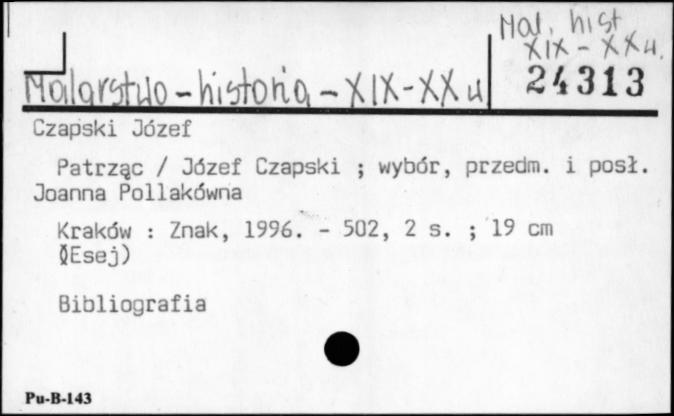 Mal. hist
XIX - XX w.
24313
Malarstwo - historia - XIX-XX w
Czapski Józef
Patrząc / Józef Czapski ; wybór, przedm. i posł.
Joanna Pollakówna
Kraków : Znak, 1996. - 502, 2 s. ; 19 cm
(Esej)
Bibliografia
Pu-B-143